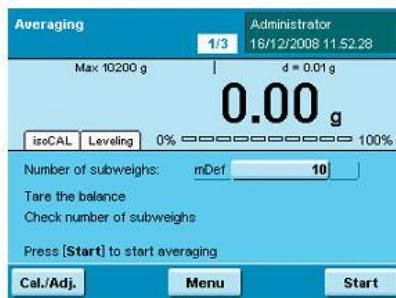 Averaging
Administrator
1/3
16/12/2008 11.52.28
Max 10200 g
d = 0.01 g
0.00 g
isoCAL Leveling 0% 100%
Number of subweighs: mDef 10
Tare the balance
Check number of subweighs
Press [Start] to start averaging
Cal./Adj. Menu Start